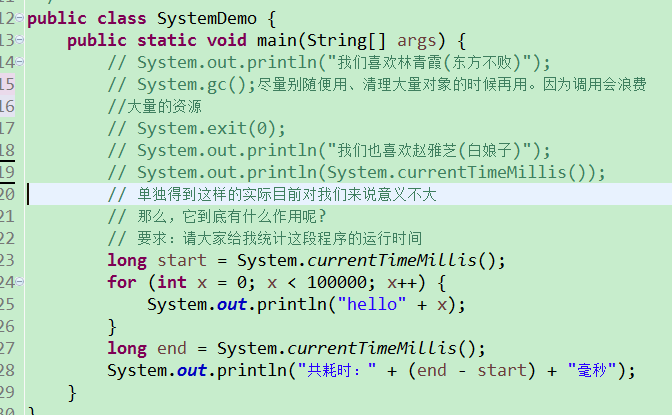 12 public class SystemDemo {
13 public static void main(String[] args) {
14 // System.out.println("我们喜欢林青霞(东方不败)");
15 // System.gc();尽量别随便用、清理大量对象的时候再用。因为调用会浪费
16 //大量的资源
17 // System.exit(0);
18 // System.out.println("我们也喜欢赵雅芝(白娘子)");
19 // System.out.println(System.currentTimeMillis());
20 // 单独得到这样的实际目前对我们来说意义不大
21 // 那么，它到底有什么作用呢?
22 // 要求：请大家给我统计这段程序的运行时间
23 long start = System.currentTimeMillis();
24 for (int x = 0; x < 100000; x++) {
25 System.out.println("hello" + x);
26 }
27 long end = System.currentTimeMillis();
28 System.out.println("共耗时：" + (end - start) + "毫秒");
29 }